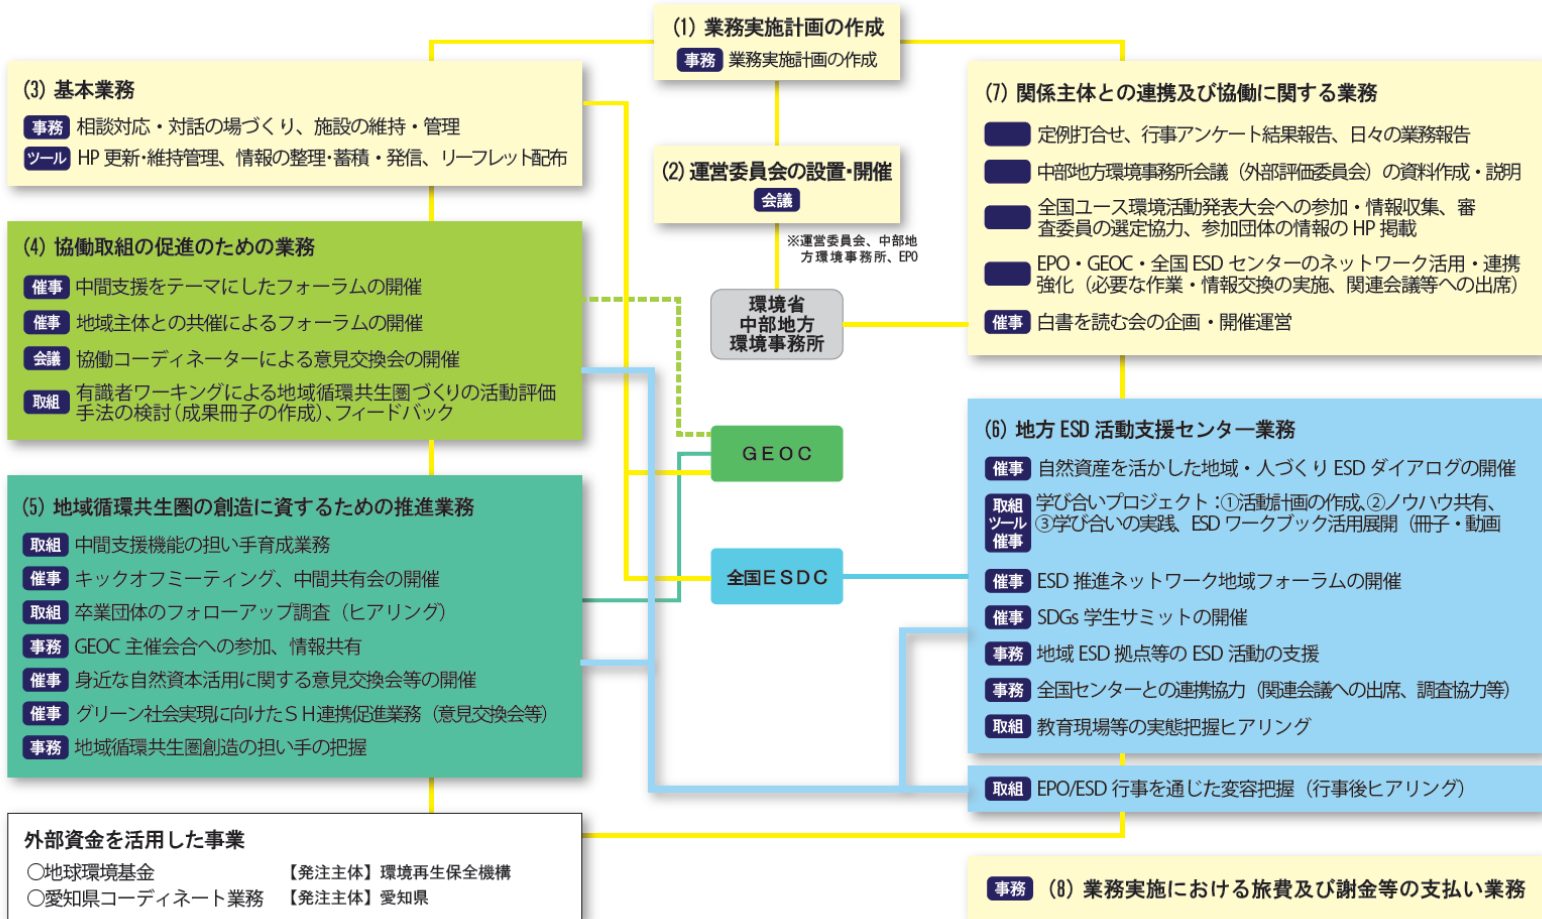 (1) 業務実施計画の作成
事務 業務実施計画の作成
(2) 運営委員会の設置・開催
会議
※運営委員会、中部地
方環境事務所、EPO
環境省
中部地方
環境事務所
GEOC
全国ESDC
(3) 基本業務
事務 相談対応・対話の場づくり、施設の維持・管理
ツール HP 更新・維持管理、情報の整理・蓄積・発信、リーフレット配布
(4) 協働取組の促進のための業務
催事 中間支援をテーマにしたフォーラムの開催
催事 地域主体との共催によるフォーラムの開催
会議 協働コーディネーターによる意見交換会の開催
取組 有識者ワーキングによる地域循環共生圏づくりの活動評価
手法の検討(成果冊子の作成)、フィードバック
(5) 地域循環共生圏の創造に資するための推進業務
取組 中間支援機能の担い手育成業務
催事 キックオフミーティング、中間共有会の開催
取組 卒業団体のフォローアップ調査（ヒアリング）
事務 GEOC 主催会合への参加、情報共有
催事 身近な自然資本活用に関する意見交換会等の開催
催事 グリーン社会実現に向けたＳＨ連携促進業務（意見交換会等）
事務 地域循環共生圏創造の担い手の把握
外部資金を活用した事業
○地球環境基金 【発注主体】環境再生保全機構
○愛知県コーディネート業務 【発注主体】愛知県
(7) 関係主体との連携及び協働に関する業務
定例打合せ、行事アンケート結果報告、日々の業務報告
中部地方環境事務所会議（外部評価委員会）の資料作成・説明
全国ユース環境活動発表大会への参加・情報収集、審
査委員の選定協力、参加団体の情報の HP 掲載
EPO・GEOC・全国 ESD センターのネットワーク活用・連携
強化（必要な作業・情報交換の実施、関連会議等への出席）
催事 白書を読む会の企画・開催運営
(6) 地方 ESD 活動支援センター業務
催事 自然資産を活かした地域・人づくり ESD ダイアログの開催
取組 学び合いプロジェクト：①活動計画の作成、②ノウハウ共有、
ツール ③学び合いの実践、ESD ワークブック活用展開（冊子・動画
催事
催事 ESD 推進ネットワーク地域フォーラムの開催
催事 SDGs 学生サミットの開催
事務 地域 ESD 拠点等の ESD 活動の支援
事務 全国センターとの連携協力（関連会議への出席、調査協力等）
取組 教育現場等の実態把握ヒアリング
取組 EPO/ESD 行事を通じた変容把握（行事後ヒアリング）
事務 (8) 業務実施における旅費及び謝金等の支払い業務